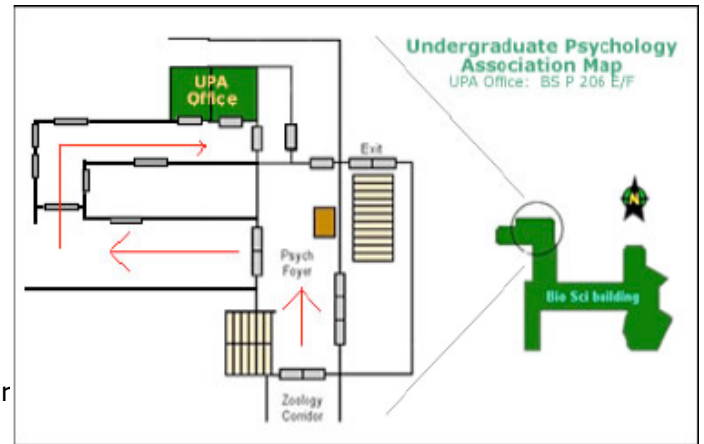 Undergraduate Psychology
Association Map
UPA Office: BS P 206 E/F
UPA
Office
Exit
N
Psych
Foyer
Bio Sci building
Zoology
Corridor
r